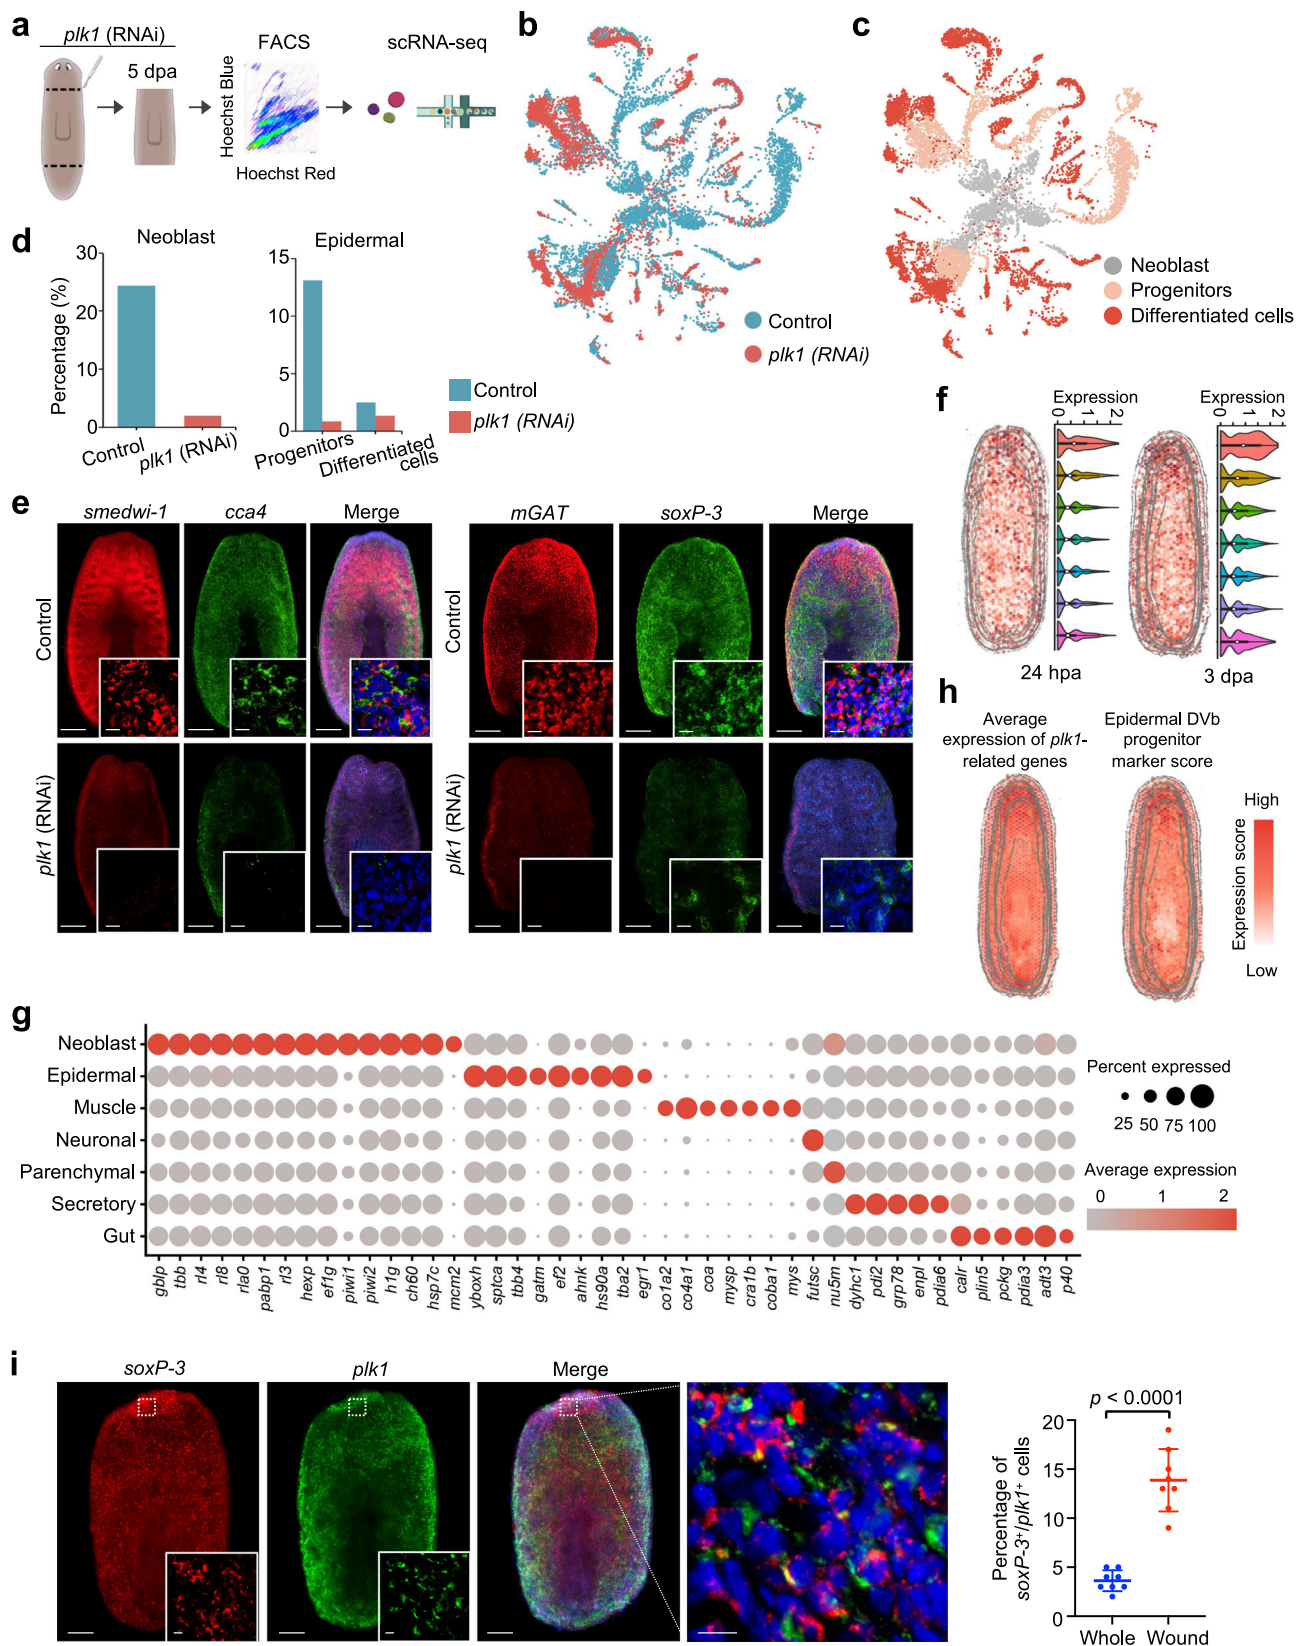 a
plk1 (RNAi)
5 dpa
FACS
scRNA-seq
Hoechst Blue
Hoechst Red
b
Control
plk1 (RNAi)
c
Neoblast
Progenitors
Differentiated cells
d
Neoblast
Epidermal
Percentage (%)
30
20
10
0
15
10
5
0
Control
plk1 (RNAi)
Progenitors
Differentiated
cells
Control
plk1 (RNAi)
e
smedwi-1
cca4
Merge
mGAT
soxP-3
Merge
Control
Control
plk1 (RNAi)
plk1 (RNAi)
f
Expression
0 1 2
Expression
0 1 2
24 hpa
3 dpa
h
Average
expression of plk1-
related genes
Epidermal DVb
progenitor
marker score
High
Expression score
Low
g
Neoblast
Epidermal
Muscle
Neuronal
Parenchymal
Secretory
Gut
gblp
tbb
rl4
rl8
rla0
pabp1
rl3
hexp
ef1g
piwi1
piwi2
h1g
ch60
hsp7c
mcm2
yboxh
sptca
tbb4
gatm
ef2
ahnk
hs90a
tba2
egr1
co1a2
co4a1
coa
mysp
cra1b
coba1
mys
futsc
nu5m
dyhc1
pdi2
grp78
enpl
pdia6
calr
plin5
pckg
pdia3
adt3
p40
Percent expressed
25 50 75 100
Average expression
0 1 2
i
soxP-3
plk1
Merge
Percentage of
soxP-3+/plk1+ cells
p < 0.0001
20
15
10
5
0
Whole
Wound